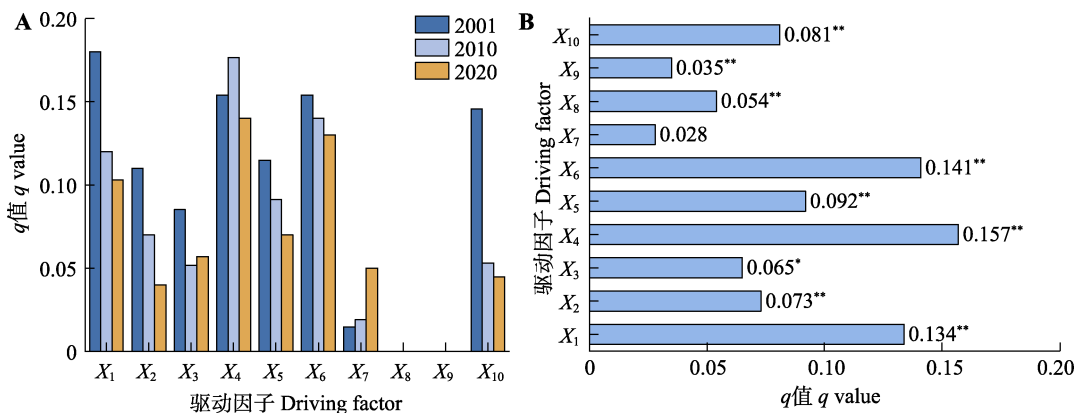 A
0.20
0.15
0.10
0.05
0
q值 q value
2001
2010
2020
X1 X2 X3 X4 X5 X6 X7 X8 X9 X10
驱动因子 Driving factor
B
驱动因子 Driving factor
X10 0.081**
X9 0.035**
X8 0.054**
X7 0.028
X6 0.141**
X5 0.092**
X4 0.157**
X3 0.065*
X2 0.073**
X1 0.134**
0 0.05 0.10 0.15 0.20
q值 q value